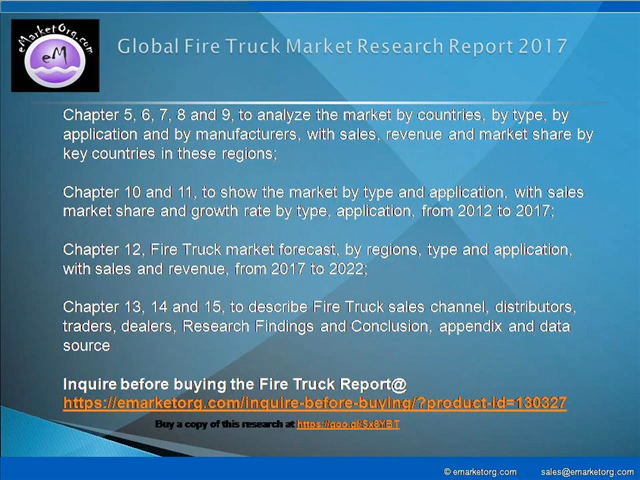 eMarketOrg.com
eM
Global Fire Truck Market Research Report 2017
Chapter 5, 6, 7, 8 and 9, to analyze the market by countries, by type, by
application and by manufacturers, with sales, revenue and market share by
key countries in these regions;
Chapter 10 and 11, to show the market by type and application, with sales
market share and growth rate by type, application, from 2012 to 2017;
Chapter 12, Fire Truck market forecast, by regions, type and application,
with sales and revenue, from 2017 to 2022;
Chapter 13, 14 and 15, to describe Fire Truck sales channel, distributors,
traders, dealers, Research Findings and Conclusion, appendix and data
source
Inquire before buying the Fire Truck Report@
https://emarketorg.com/inquire-before-buying/?product-id=130327
Buy a copy of this research at https://goo.gl/Sx8YBT
© emarketorg.com sales@emarketorg.com